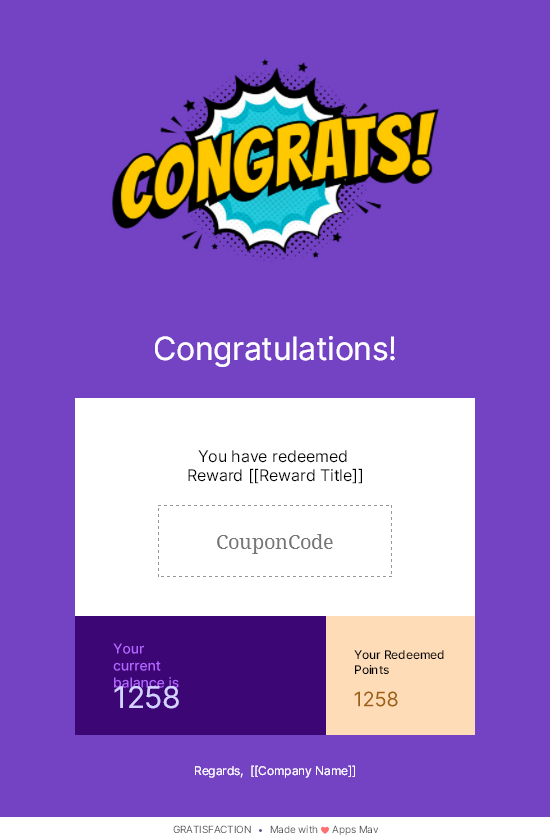 CONGRATS!
Congratulations!
You have redeemed
Reward [[Reward Title]]
CouponCode
Your
current
balance is
1258
Your Redeemed
Points
1258
Regards, [[Company Name]]
GRATISFACTION • Made with ❤ Apps Mav